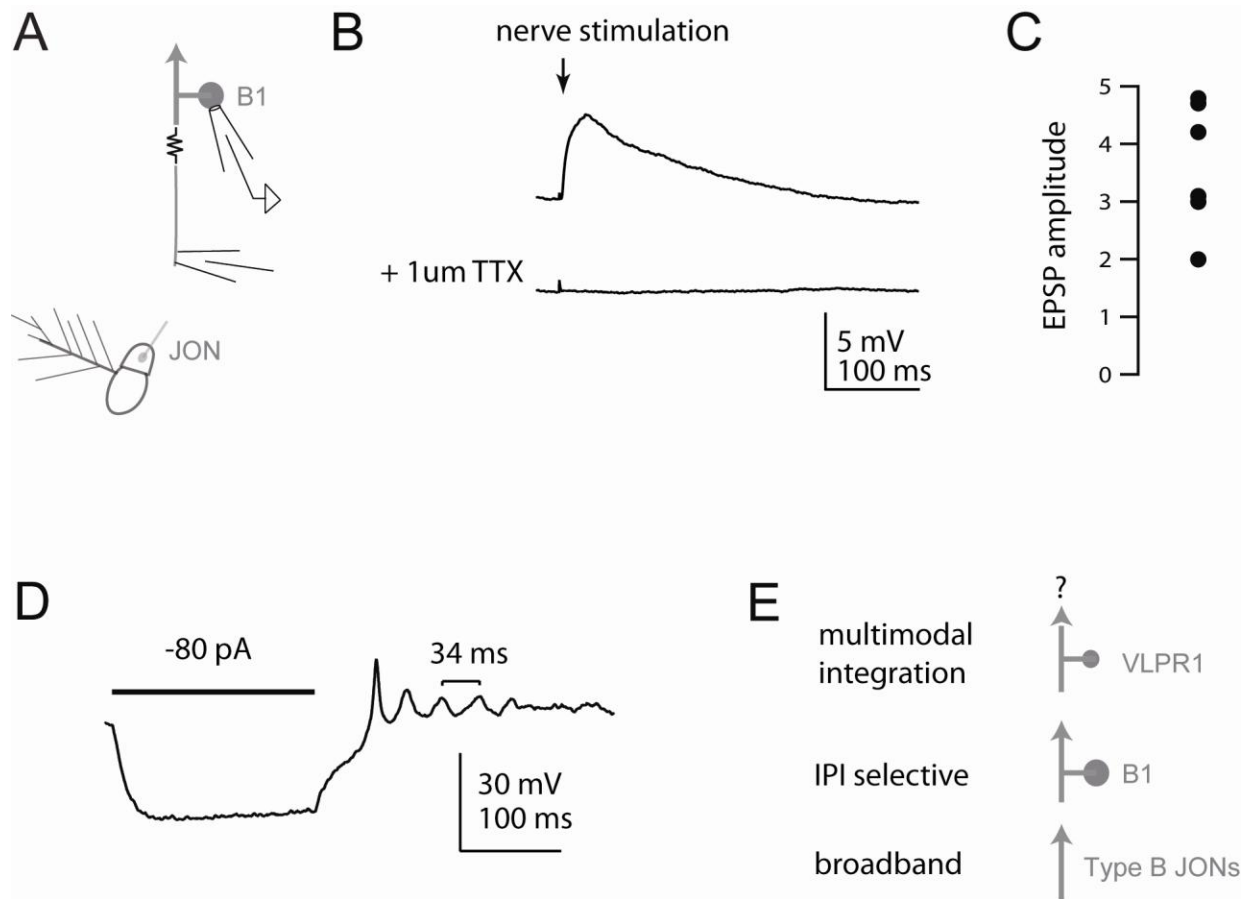 A
B1
JON
B
nerve stimulation
+ 1um TTX
5 mV
100 ms
C
EPSP amplitude
5
4
3
2
1
0
D
-80 pA
34 ms
30 mV
100 ms
E
?
multimodal
integration
VLPR1
IPI selective
B1
broadband
Type B JONs